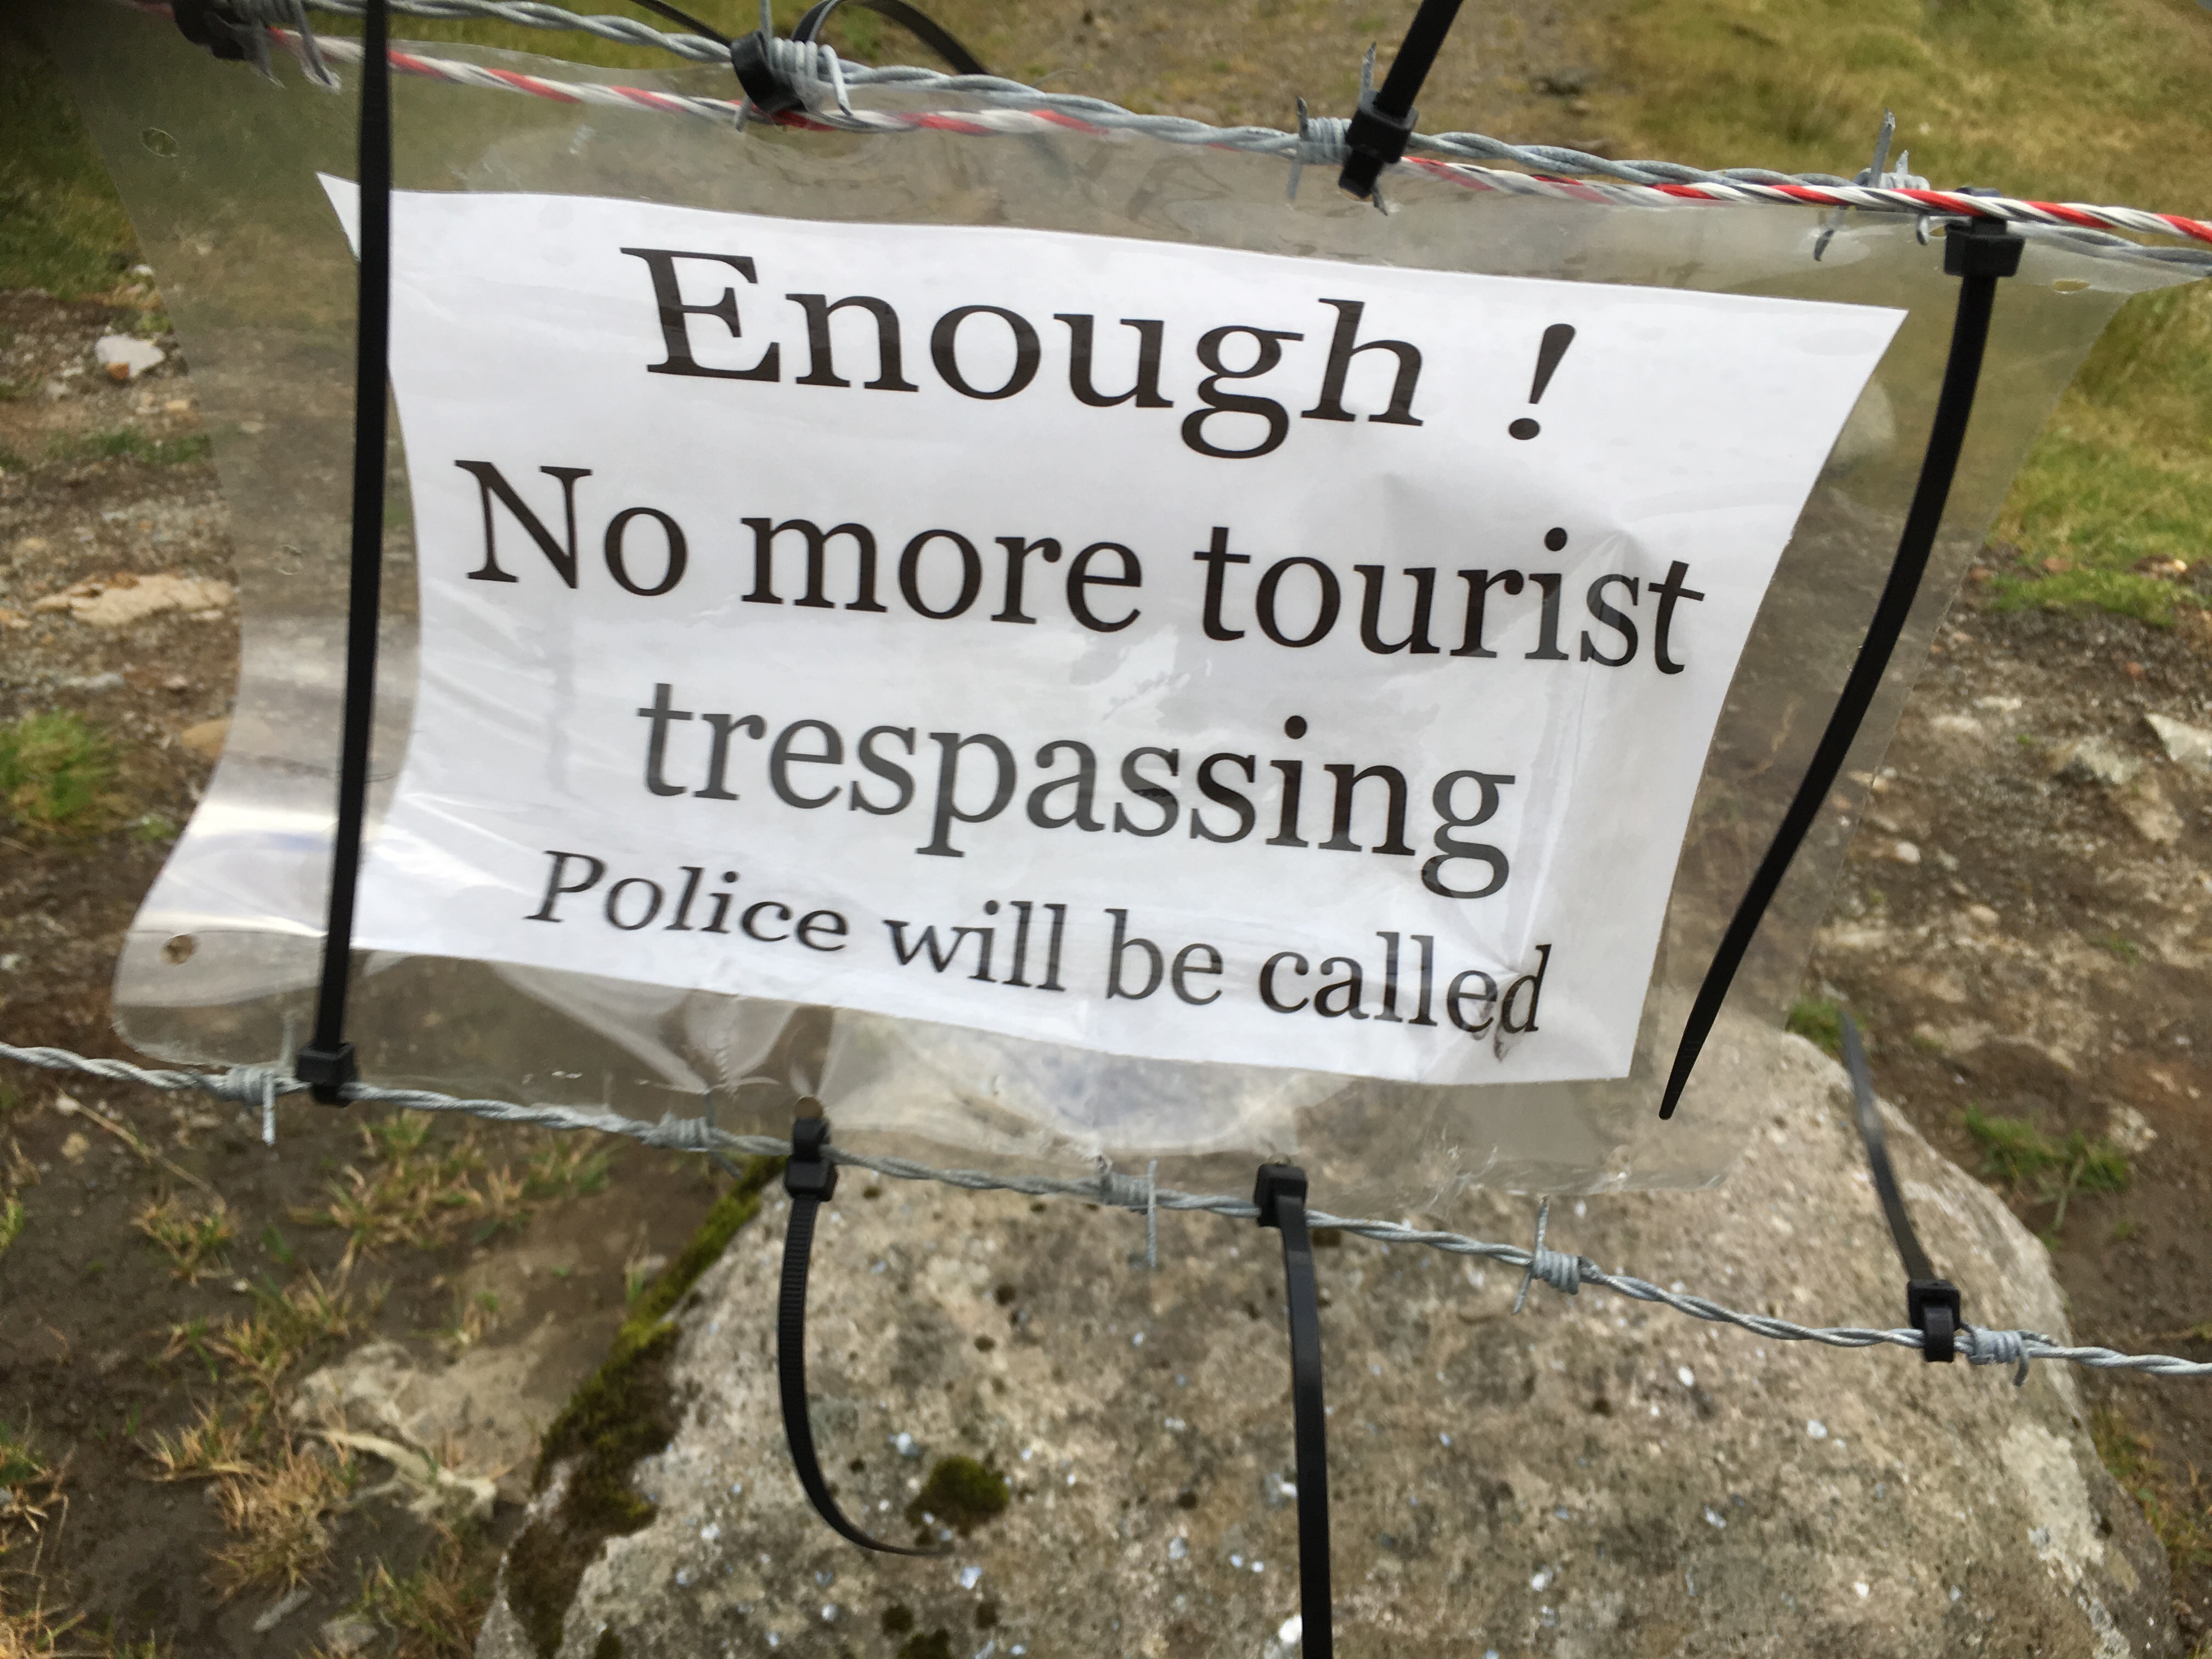 Enough !
No more tourist
trespassing
Police will be called